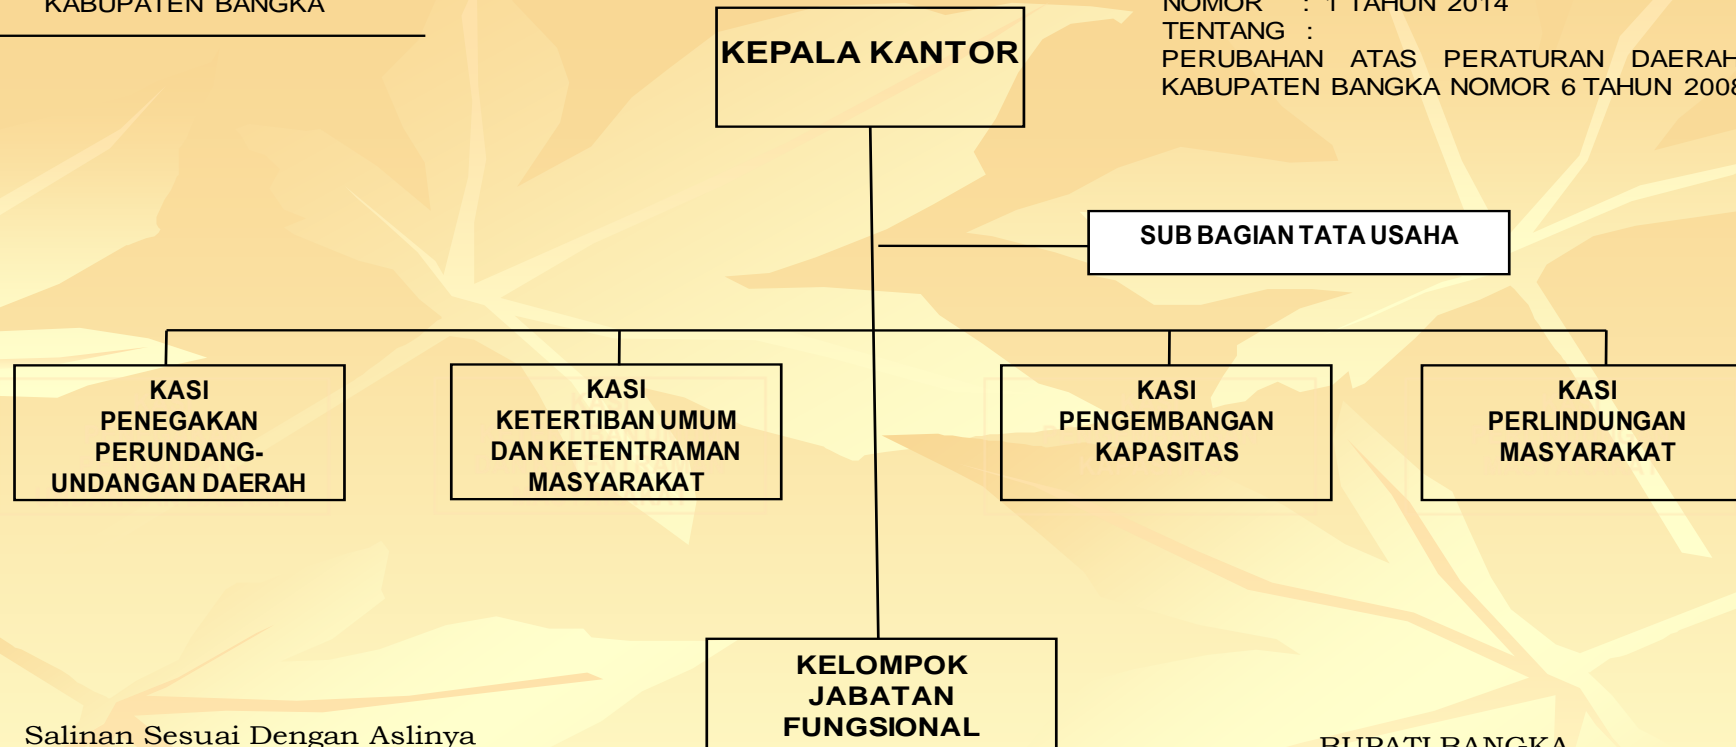 KABUPATEN BANGKA
NOMOR : 1 TAHUN 2014
TENTANG :
PERUBAHAN ATAS PERATURAN DAERAH
KABUPATEN BANGKA NOMOR 6 TAHUN 2008
KEPALA KANTOR
SUB BAGIAN TATA USAHA
KASI
PENEGAKAN
PERUNDANG-
UNDANGAN DAERAH
KASI
KETERTIBAN UMUM
DAN KETENTRAMAN
MASYARAKAT
KASI
PENGEMBANGAN
KAPASITAS
KASI
PERLINDUNGAN
MASYARAKAT
KELOMPOK
JABATAN
FUNGSIONAL
Salinan Sesuai Dengan Aslinya
BUPATI BANGKA